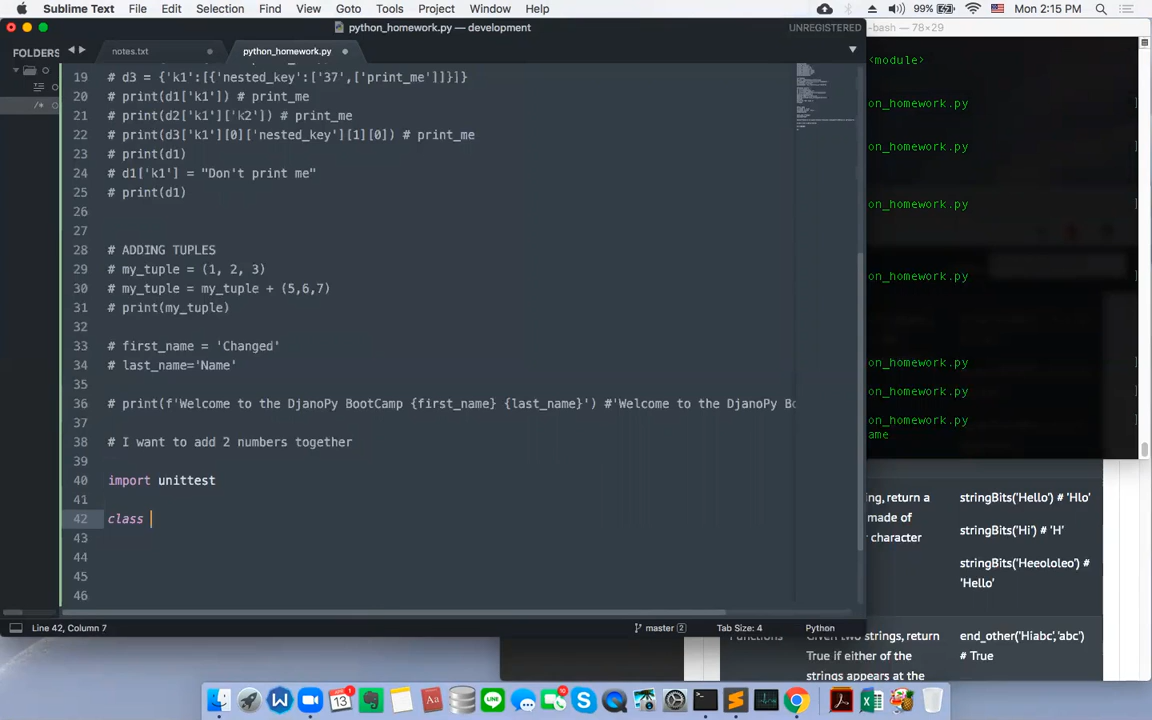 Sublime Text File Edit Selection Find View Goto Tools Project Window Help 99% Mon 2:15 PM
python_homework.py — development UNREGISTERED
-bash — 78×29
FOLDERS
notes.txt python_homework.py
19 # d3 = {'k1':[{'nested_key':['37',['print_me']]}]}
20 # print(d1['k1']) # print_me
21 # print(d2['k1']['k2']) # print_me
22 # print(d3['k1'][0]['nested_key'][1][0]) # print_me
23 # print(d1)
24 # d1['k1'] = "Don't print me"
25 # print(d1)
26
27
28 # ADDING TUPLES
29 # my_tuple = (1, 2, 3)
30 # my_tuple = my_tuple + (5,6,7)
31 # print(my_tuple)
32
33 # first_name = 'Changed'
34 # last_name='Name'
35
36 # print(f'Welcome to the DjanoPy BootCamp {first_name} {last_name}') #'Welcome to the DjanoPy Bo
37
38 # I want to add 2 numbers together
39
40 import unittest
41
42 class
43
44
45
46
Line 42, Column 7 master 2 Tab Size: 4 Python
<module>
on_homework.py
on_homework.py
on_homework.py
on_homework.py
on_homework.py
on_homework.py
on_homework.py
ame
ng, return a
made of
character
stringBits('Hello') # 'Hlo'
stringBits('Hi') # 'H'
stringBits('Heeololeo') #
'Hello'
Functions
Given two strings, return
True if either of the
strings appears at the
end_other('Hiabc', 'abc')
# True